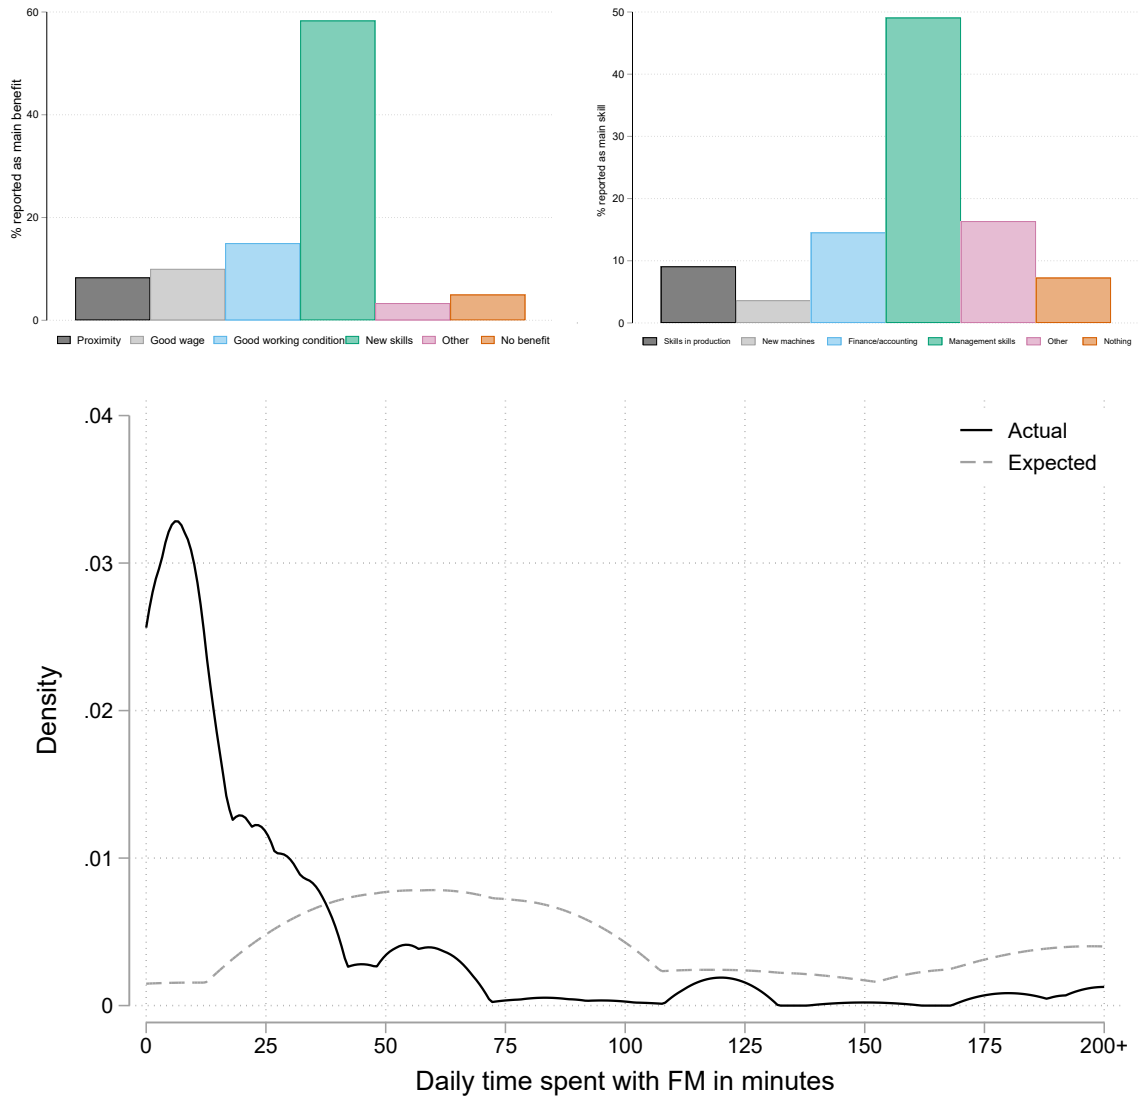 % reported as main benefit
60
40
20
0
Proximity Good wage Good working condition New skills Other No benefit
% reported as main skill
50
40
30
20
10
0
Skills in production New machines Finance/accounting Management skills Other Nothing
Density
.04
.03
.02
.01
0
Actual
Expected
0 25 50 75 100 125 150 175 200+
Daily time spent with FM in minutes